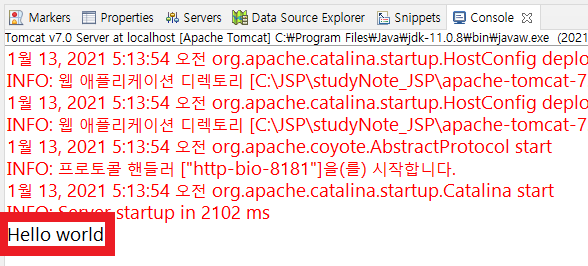 Markers Properties Servers Data Source Explorer Snippets Console
Tomcat v7.0 Server at localhost [Apache Tomcat] C:₩Program Files₩Java₩jdk-11.0.8₩bin₩javaw.exe (2021
1월 13, 2021 5:13:54 오전 org.apache.catalina.startup.HostConfig deplo
INFO: 웹 애플리케이션 디렉토리 [C:\JSP\studyNote_JSP\apache-tomcat-7
1월 13, 2021 5:13:54 오전 org.apache.catalina.startup.HostConfig deplo
INFO: 웹 애플리케이션 디렉토리 [C:\JSP\studyNote_JSP\apache-tomcat-7
1월 13, 2021 5:13:54 오전 org.apache.coyote.AbstractProtocol start
INFO: 프로토콜 핸들러 ["http-bio-8181"]을(를) 시작합니다.
1월 13, 2021 5:13:54 오전 org.apache.catalina.startup.Catalina start
INFO: Server startup in 2102 ms
Hello world